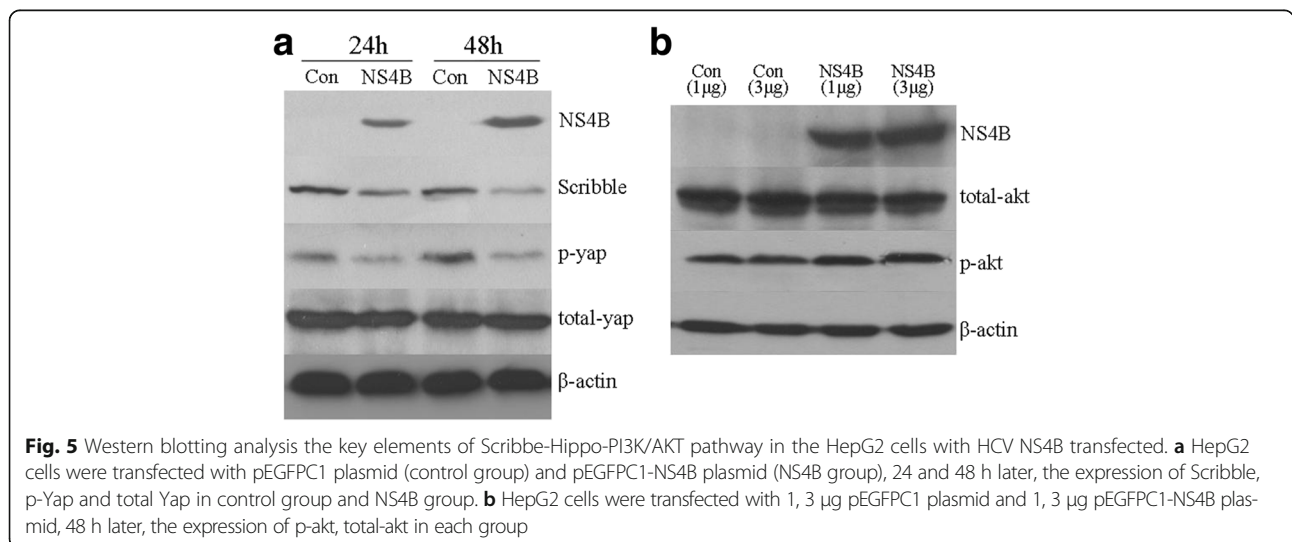 a
24h 48h
Con NS4B Con NS4B
NS4B
Scribble
p-yap
total-yap
β-actin
b
Con (1μg) Con (3μg) NS4B (1μg) NS4B (3μg)
NS4B
total-akt
p-akt
β-actin
Fig. 5 Western blotting analysis the key elements of Scribbe-Hippo-PI3K/AKT pathway in the HepG2 cells with HCV NS4B transfected. a HepG2
cells were transfected with pEGFPC1 plasmid (control group) and pEGFPC1-NS4B plasmid (NS4B group), 24 and 48 h later, the expression of Scribble,
p-Yap and total Yap in control group and NS4B group. b HepG2 cells were transfected with 1, 3 μg pEGFPC1 plasmid and 1, 3 μg pEGFPC1-NS4B plas-
mid, 48 h later, the expression of p-akt, total-akt in each group